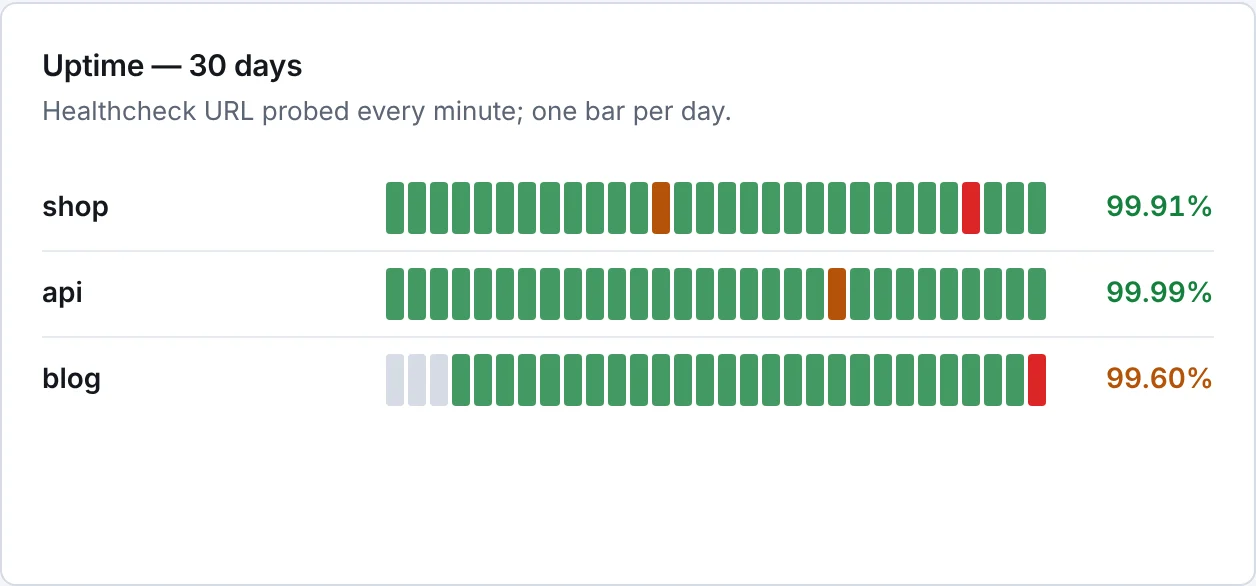 Uptime — 30 days
Healthcheck URL probed every minute; one bar per day.
shop 99.91%
api 99.99%
blog 99.60%